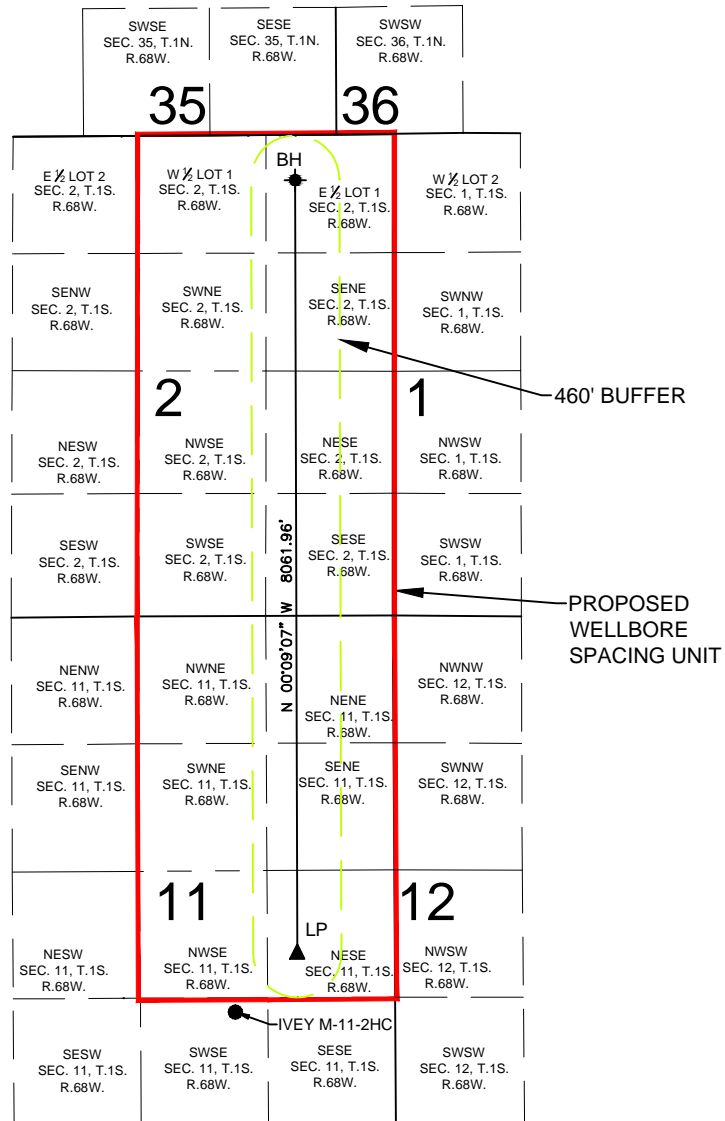 SWSE
SEC. 35, T.1N.
R.68W.
SESE
SEC. 35, T.1N.
R.68W.
SWSW
SEC. 36, T.1N.
R.68W.
35
36
BH
E ½ LOT 2
SEC. 2, T.1S.
R.68W.
W ½ LOT 1
SEC. 2, T.1S.
R.68W.
E ½ LOT 1
SEC. 2, T.1S.
R.68W.
W ½ LOT 2
SEC. 1, T.1S.
R.68W.
SENW
SEC. 2, T.1S.
R.68W.
SWNE
SEC. 2, T.1S.
R.68W.
SENE
SEC. 2, T.1S.
R.68W.
SWNW
SEC. 1, T.1S.
R.68W.
460' BUFFER
2
1
NESW
SEC. 2, T.1S.
R.68W.
NWSE
SEC. 2, T.1S.
R.68W.
NESE
SEC. 2, T.1S.
R.68W.
NWSW
SEC. 1, T.1S.
R.68W.
SESW
SEC. 2, T.1S.
R.68W.
SWSE
SEC. 2, T.1S.
R.68W.
SESE
SEC. 2, T.1S.
R.68W.
SWSW
SEC. 1, T.1S.
R.68W.
N 00°09'07" W 8061.96'
PROPOSED
WELLBORE
SPACING UNIT
NENW
SEC. 11, T.1S.
R.68W.
NWNE
SEC. 11, T.1S.
R.68W.
NENE
SEC. 11, T.1S.
R.68W.
NWNW
SEC. 12, T.1S.
R.68W.
SENW
SEC. 11, T.1S.
R.68W.
SWNE
SEC. 11, T.1S.
R.68W.
SENE
SEC. 11, T.1S.
R.68W.
SWNW
SEC. 12, T.1S.
R.68W.
11
12
LP
NESW
SEC. 11, T.1S.
R.68W.
NWSE
SEC. 11, T.1S.
R.68W.
NESE
SEC. 11, T.1S.
R.68W.
NWSW
SEC. 12, T.1S.
R.68W.
IVEY M-11-2HC
SESW
SEC. 11, T.1S.
R.68W.
SWSE
SEC. 11, T.1S.
R.68W.
SESE
SEC. 11, T.1S.
R.68W.
SWSW
SEC. 12, T.1S.
R.68W.